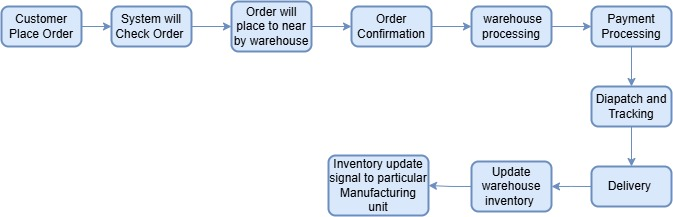 Customer
Place Order
System will
Check Order
Order will
place to near
by warehouse
Order
Confirmation
warehouse
processing
Payment
Processing
Diapatch and
Tracking
Delivery
Update
warehouse
inventory
Inventory update
signal to particular
Manufacturing
unit